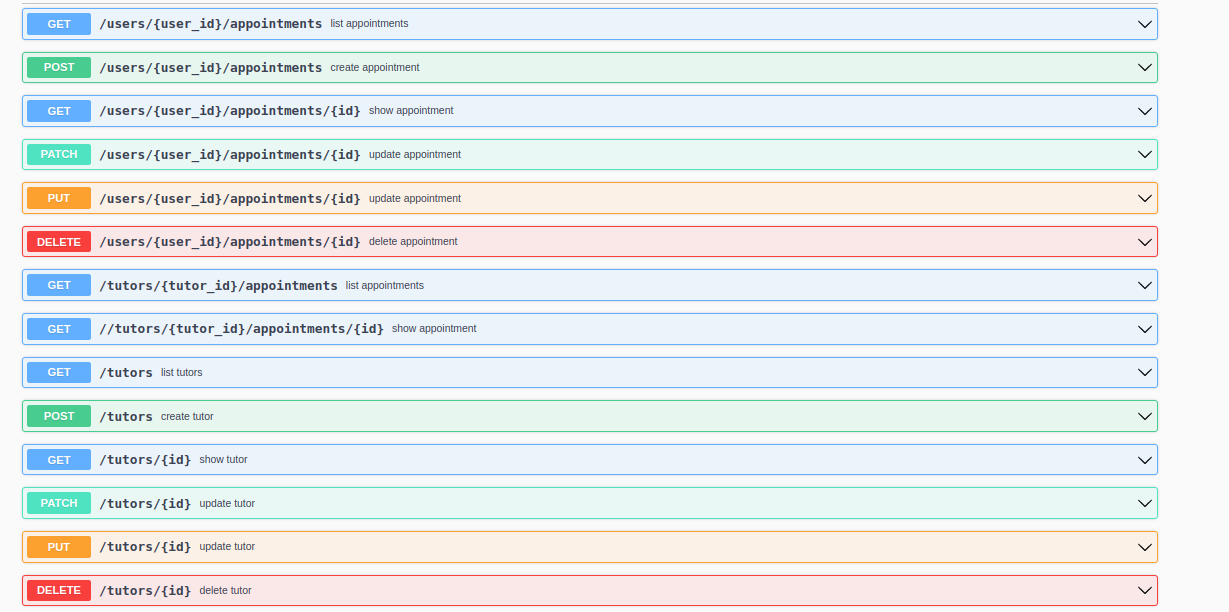 GET /users/{user_id}/appointments list appointments
POST /users/{user_id}/appointments create appointment
GET /users/{user_id}/appointments/{id} show appointment
PATCH /users/{user_id}/appointments/{id} update appointment
PUT /users/{user_id}/appointments/{id} update appointment
DELETE /users/{user_id}/appointments/{id} delete appointment
GET /tutors/{tutor_id}/appointments list appointments
GET //tutors/{tutor_id}/appointments/{id} show appointment
GET /tutors list tutors
POST /tutors create tutor
GET /tutors/{id} show tutor
PATCH /tutors/{id} update tutor
PUT /tutors/{id} update tutor
DELETE /tutors/{id} delete tutor